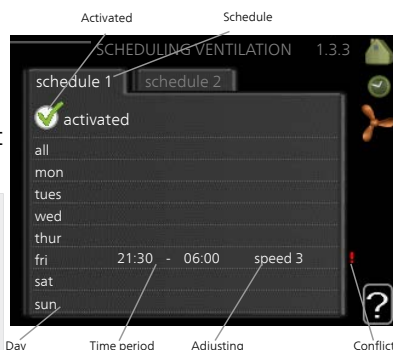 Activated Schedule
SCHEDULING VENTILATION 1.3.3
schedule 1 schedule 2
activated
all
mon
tues
wed
thur
fri 21:30 - 06:00 speed 3 !
sat
sun
?
Day Time period Adjusting Conflict